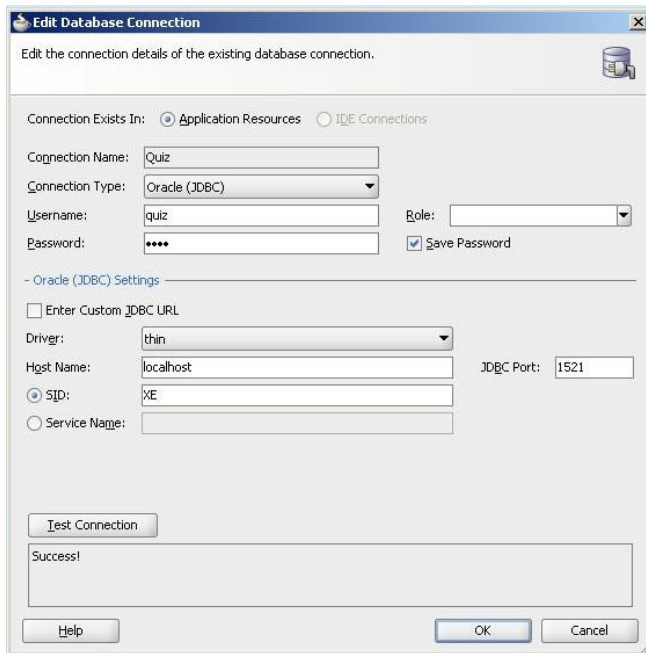 Edit Database Connection
Edit the connection details of the existing database connection.
Connection Exists In: Application Resources IDE Connections
Connection Name: Quiz
Connection Type: Oracle (JDBC)
Username: quiz Role:
Password: •••• Save Password
Oracle (JDBC) Settings
Enter Custom JDBC URL
Driver: thin
Host Name: localhost JDBC Port: 1521
SID: XE
Service Name:
Test Connection
Success!
Help OK Cancel